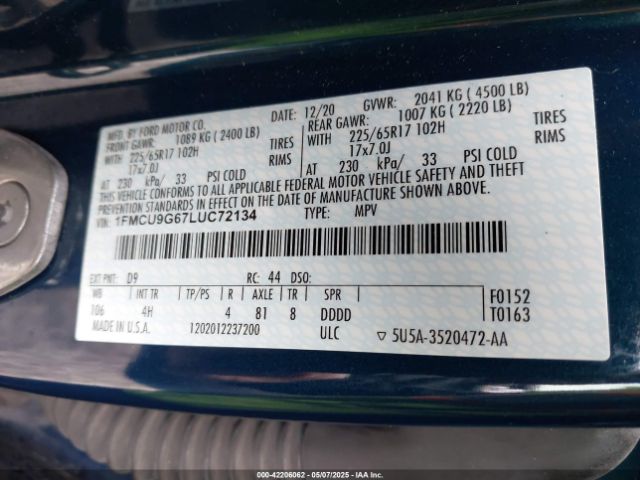 MFD. BY FORD MOTOR CO.
DATE: 12/20 GVWR: 2041 KG ( 4500 LB)
FRONT GAWR: 1089 KG ( 2400 LB)
REAR GAWR: 1007 KG ( 2220 LB)
WITH 225/65R17 102H TIRES
WITH 225/65R17 102H TIRES
17x7.0J RIMS
17x7.0J RIMS
AT 230 kPa/ 33 PSI COLD
AT 230 kPa/ 33 PSI COLD
THIS VEHICLE CONFORMS TO ALL APPLICABLE FEDERAL MOTOR VEHICLE SAFETY AND THEFT
PREVENTION STANDARDS IN EFFECT ON THE DATE OF MANUFACTURE SHOWN ABOVE.
VIN: 1FMCU9G67LUC72134 TYPE: MPV
EXT PNT: D9 RC: 44 DSO:
WB INT TR TP/PS R AXLE TR SPR
106 4H 4 81 8 DDDD
F0152
T0163
MADE IN U.S.A. 1202012237200 ULC ▽ 5U5A-3520472-AA
000-42206062 - 05/07/2025 - IAAI.COM